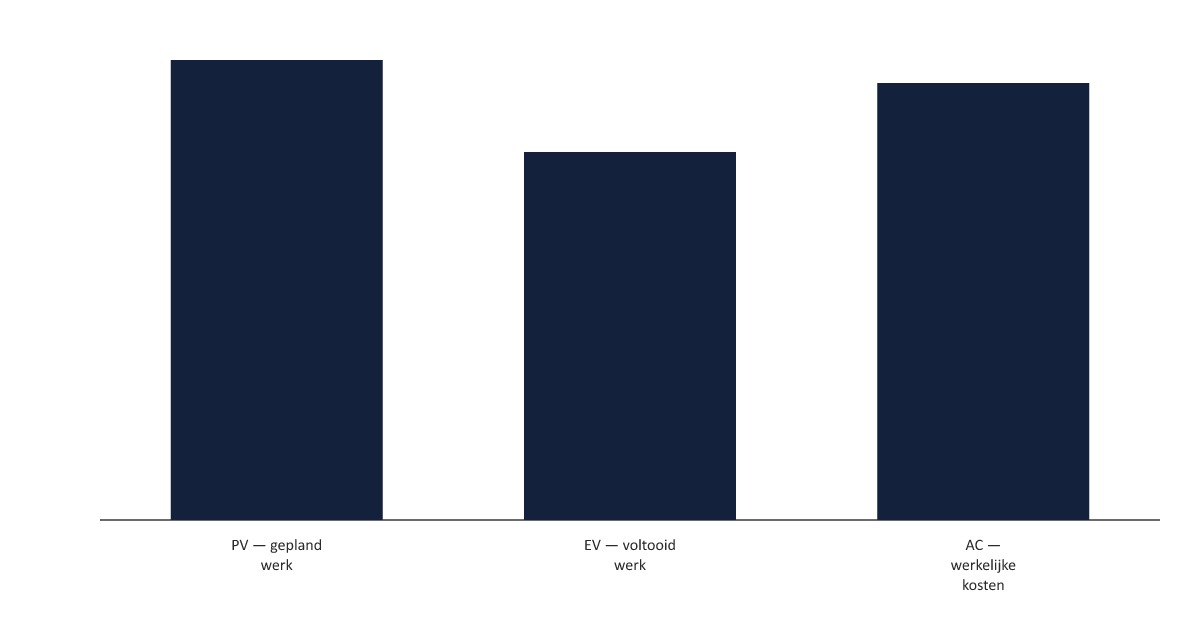 PV — gepland
werk
EV — voltooid
werk
AC —
werkelijke
kosten